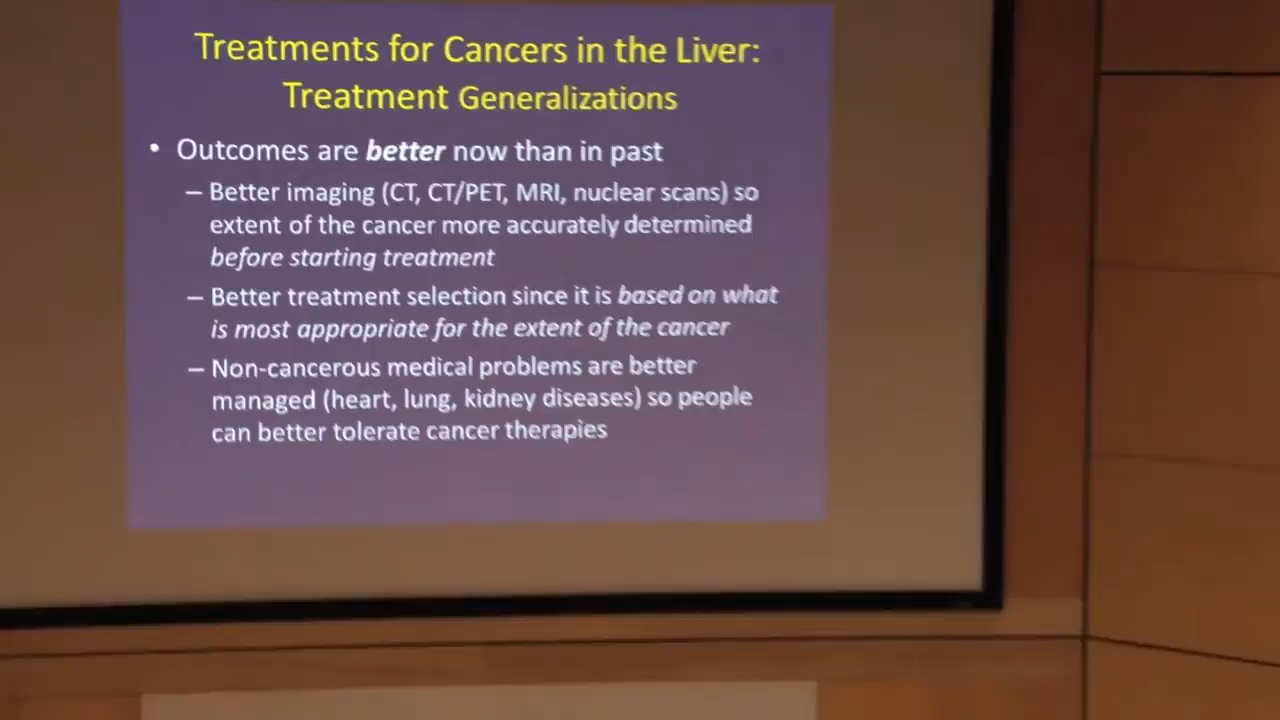 Treatments for Cancers in the Liver:
Treatment Generalizations
• Outcomes are better now than in past
– Better imaging (CT, CT/PET, MRI, nuclear scans) so
extent of the cancer more accurately determined
before starting treatment
– Better treatment selection since it is based on what
is most appropriate for the extent of the cancer
– Non-cancerous medical problems are better
managed (heart, lung, kidney diseases) so people
can better tolerate cancer therapies